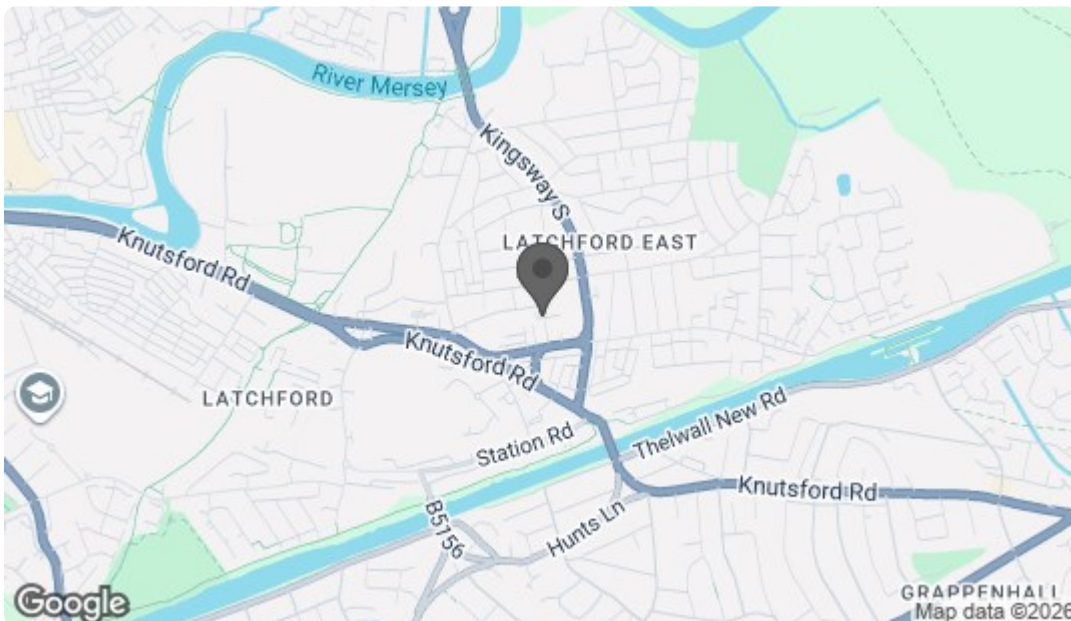 River Mersey
Kingsway S
LATCHFORD EAST
Knutsford Rd
Knutsford Rd
LATCHFORD
Station Rd
Thelwall New Rd
Knutsford Rd
B5156
Hunts Ln
GRAPPENHALL
Google
Map data ©2026